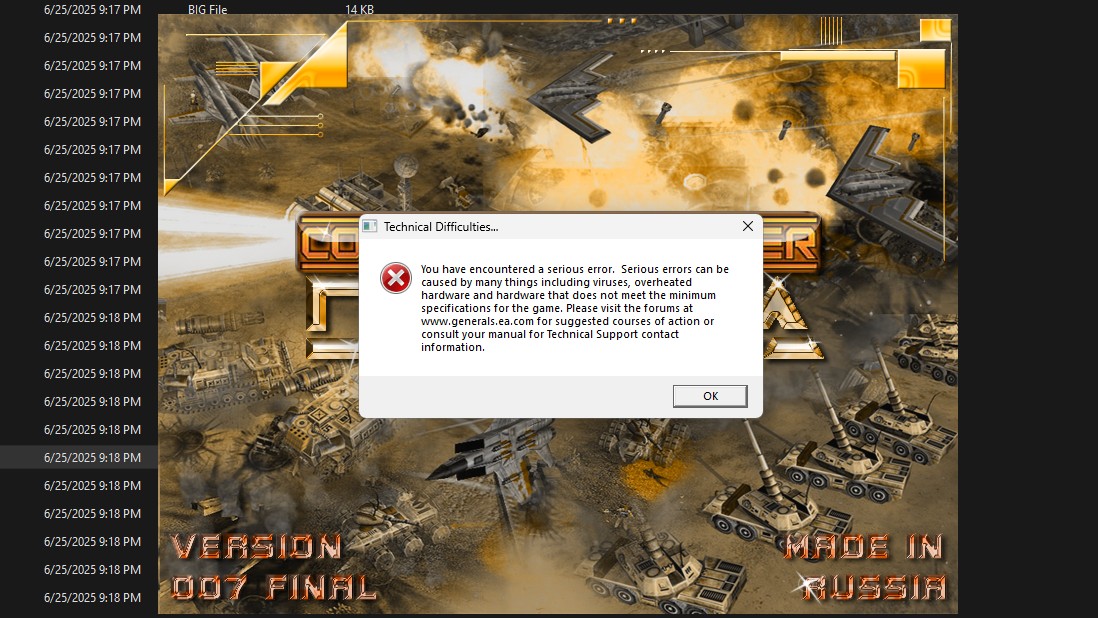 6/25/2025 9:17 PM BIG File 14 KB
6/25/2025 9:17 PM
6/25/2025 9:17 PM
6/25/2025 9:17 PM
6/25/2025 9:17 PM
6/25/2025 9:17 PM
6/25/2025 9:17 PM
6/25/2025 9:17 PM
6/25/2025 9:17 PM
6/25/2025 9:17 PM
6/25/2025 9:17 PM
6/25/2025 9:18 PM
6/25/2025 9:18 PM
6/25/2025 9:18 PM
6/25/2025 9:18 PM
6/25/2025 9:18 PM
6/25/2025 9:18 PM
6/25/2025 9:18 PM
6/25/2025 9:18 PM
6/25/2025 9:18 PM
6/25/2025 9:18 PM
6/25/2025 9:18 PM
Technical Difficulties...
You have encountered a serious error. Serious errors can be
caused by many things including viruses, overheated
hardware and hardware that does not meet the minimum
specifications for the game. Please visit the forums at
www.generals.ea.com for suggested courses of action or
consult your manual for Technical Support contact
information.
OK
VERSION
007 FINAL
MADE IN
RUSSIA